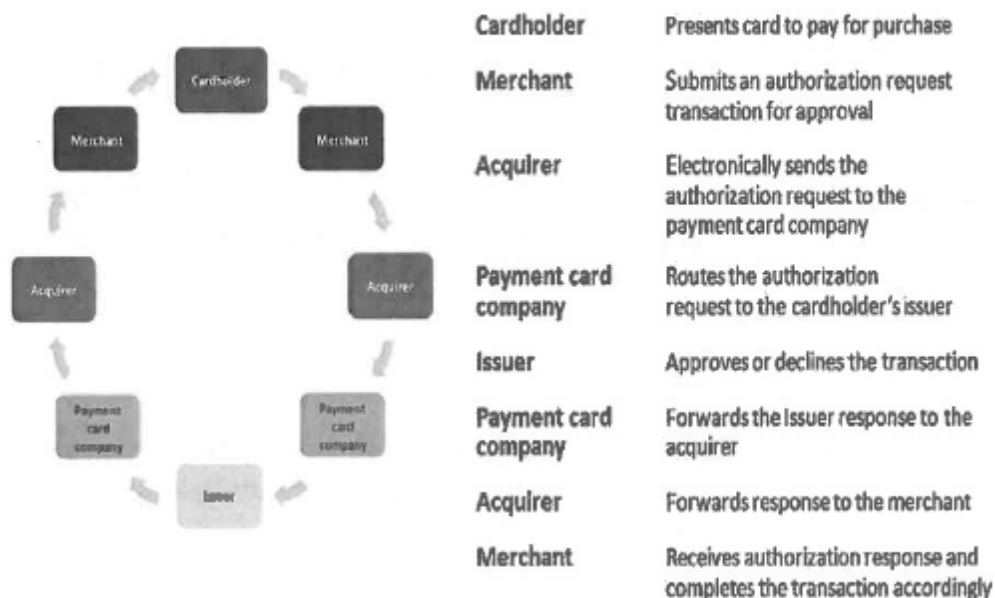 Cardholder
Merchant
Merchant
Acquirer
Acquirer
Payment
card
company
Payment
card
company
Issuer
Cardholder Presents card to pay for purchase
Merchant Submits an authorization request
transaction for approval
Acquirer Electronically sends the
authorization request to the
payment card company
Payment card Routes the authorization
company request to the cardholder's issuer
Issuer Approves or declines the transaction
Payment card Forwards the Issuer response to the
company acquirer
Acquirer Forwards response to the merchant
Merchant Receives authorization response and
completes the transaction accordingly